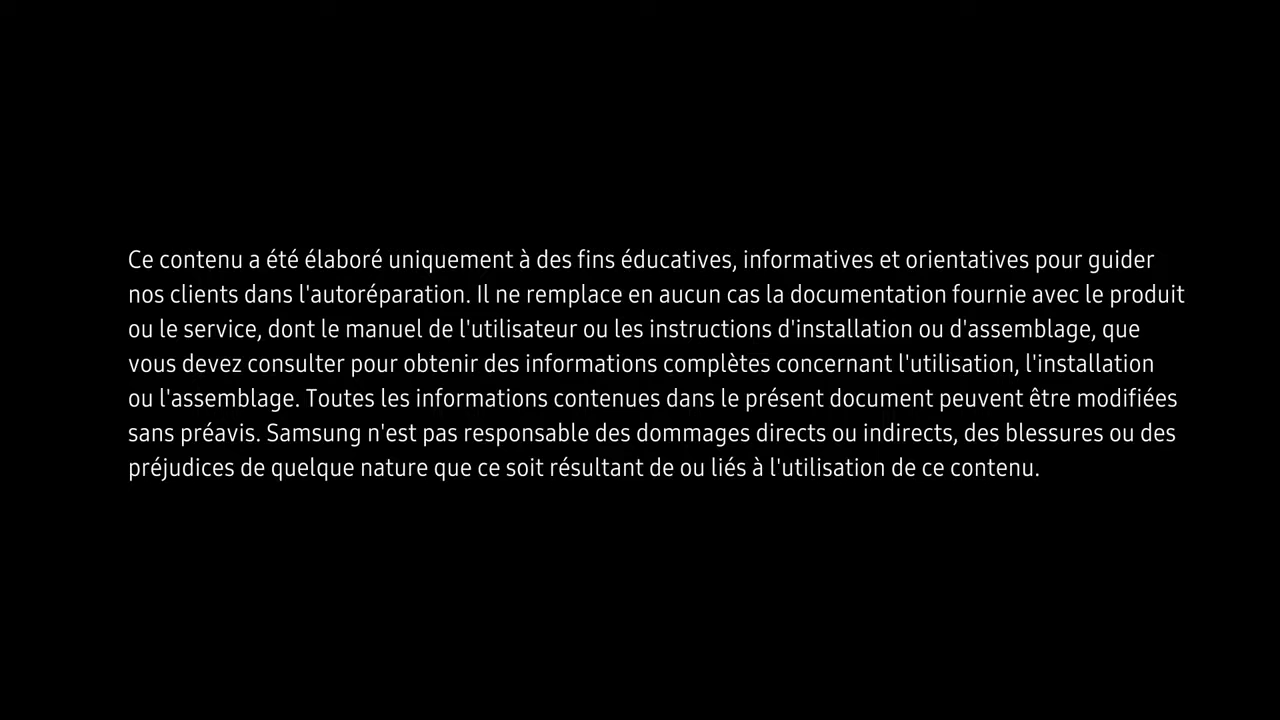 Ce contenu a été élaboré uniquement à des fins éducatives, informatives et orientatives pour guider
nos clients dans l'autoréparation. Il ne remplace en aucun cas la documentation fournie avec le produit
ou le service, dont le manuel de l'utilisateur ou les instructions d'installation ou d'assemblage, que
vous devez consulter pour obtenir des informations complètes concernant l'utilisation, l'installation
ou l'assemblage. Toutes les informations contenues dans le présent document peuvent être modifiées
sans préavis. Samsung n'est pas responsable des dommages directs ou indirects, des blessures ou des
préjudices de quelque nature que ce soit résultant de ou liés à l'utilisation de ce contenu.